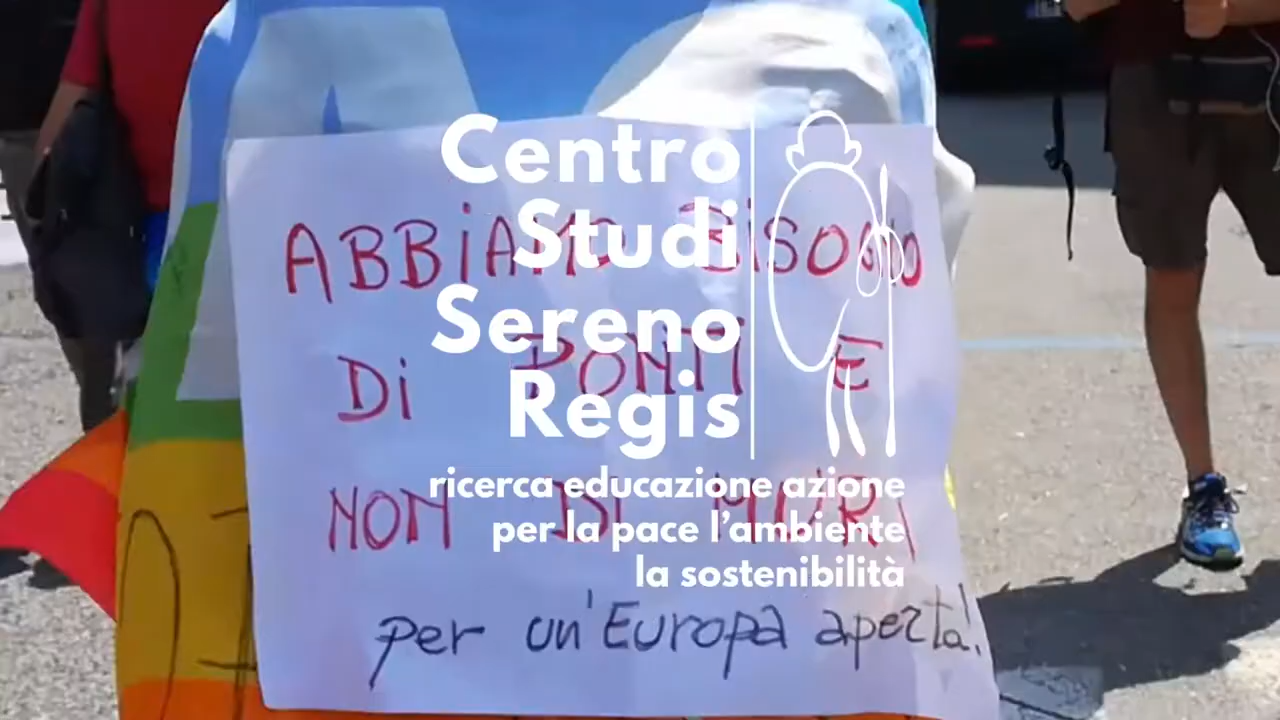 Centro
Studi
Sereno
Regis
ricerca educazione azione
per la pace l'ambiente
la sostenibilità
ABBiAMO BiSOGNO
Di PONTI E
NON DI MURI
per un'Europa aperta!